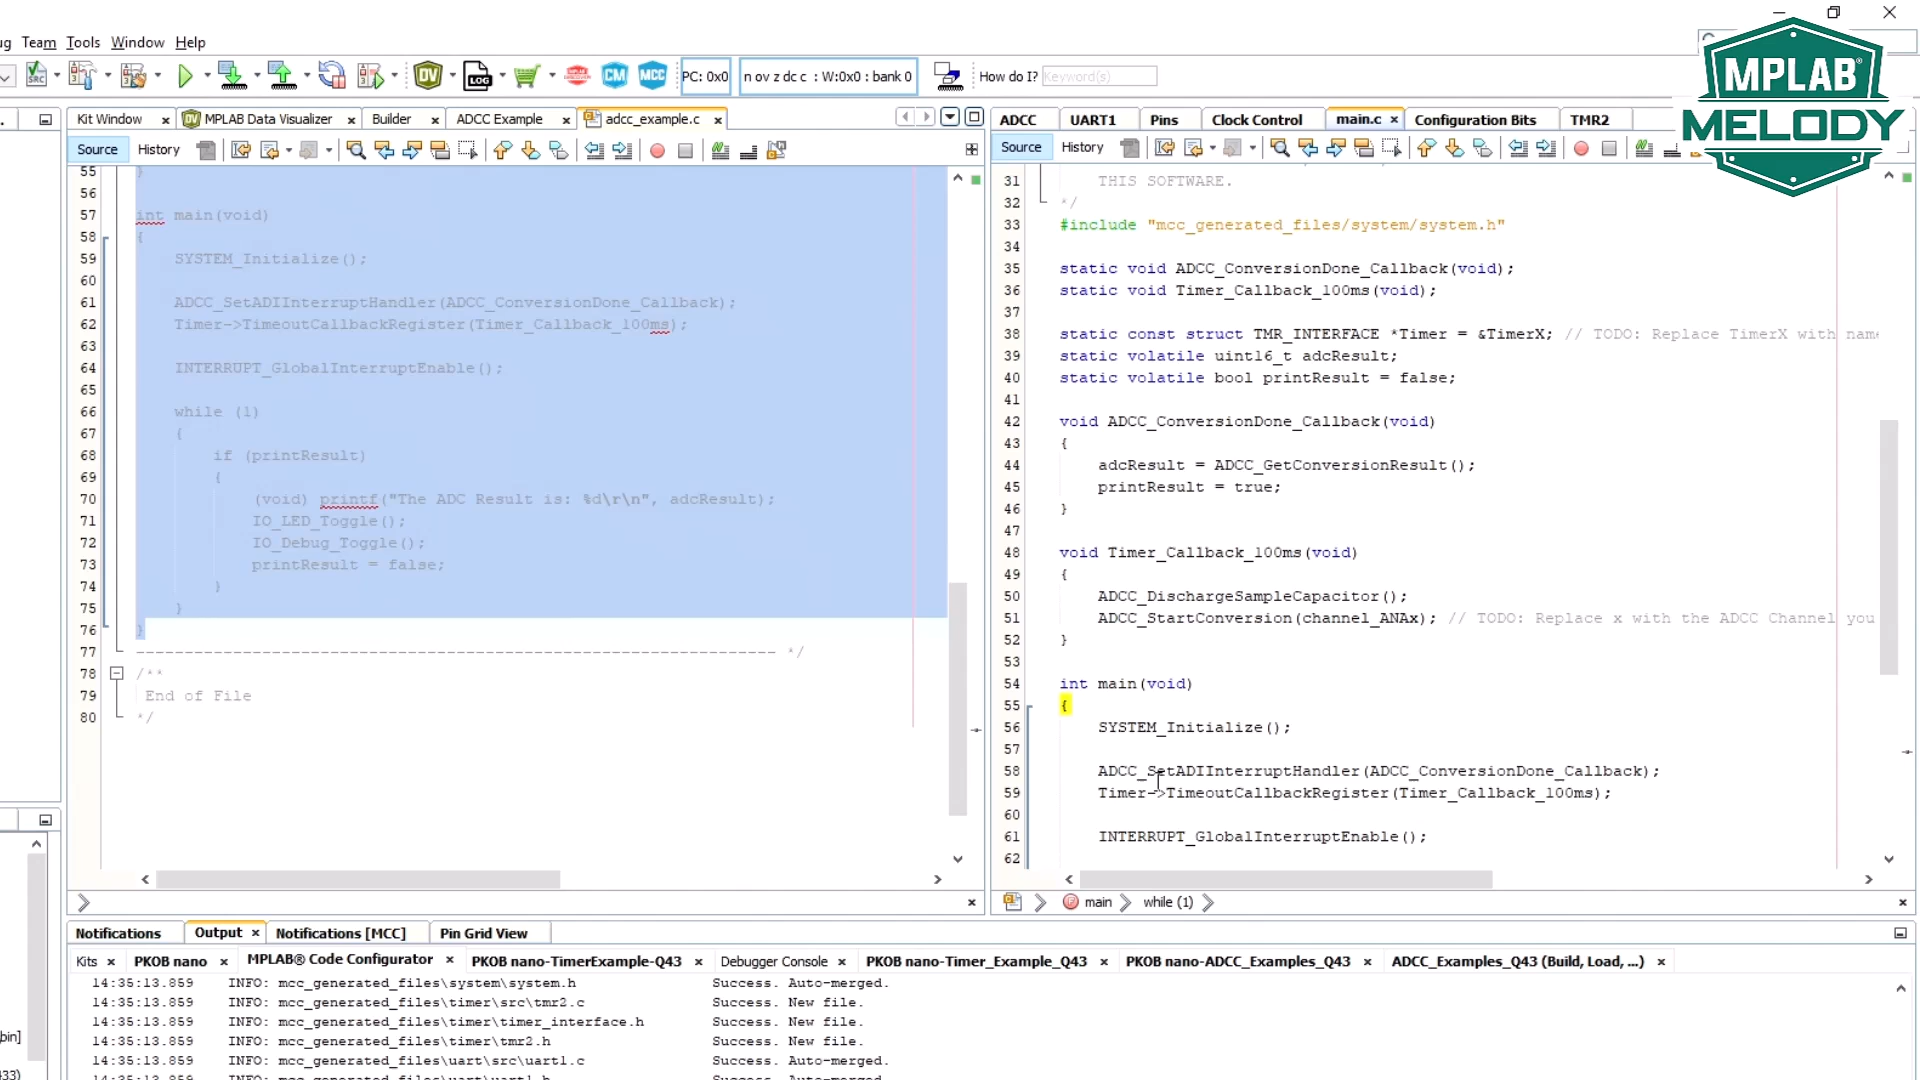 ug Team Tools Window Help
PC: 0x0 n ov z dc c : W:0x0 : bank 0 How do I? Keyword(s)
MPLAB®
MELODY
Kit Window × MPLAB Data Visualizer × Builder × ADCC Example × adcc_example.c ×
Source History
55 }
56
57 int main(void)
58 {
59 SYSTEM_Initialize();
60
61 ADCC_SetADIInterruptHandler(ADCC_ConversionDone_Callback);
62 Timer->TimeoutCallbackRegister(Timer_Callback_100ms);
63
64 INTERRUPT_GlobalInterruptEnable();
65
66 while (1)
67 {
68 if (printResult)
69 {
70 (void) printf("The ADC Result is: %d\r\n", adcResult);
71 IO_LED_Toggle();
72 IO_Debug_Toggle();
73 printResult = false;
74 }
75 }
76 }
77 ------------------------------------------------------------------- */
78 /**
79 End of File
80 */
ADCC UART1 Pins Clock Control main.c × Configuration Bits TMR2
Source History
31 THIS SOFTWARE.
32 */
33 #include "mcc_generated_files/system/system.h"
34
35 static void ADCC_ConversionDone_Callback(void);
36 static void Timer_Callback_100ms(void);
37
38 static const struct TMR_INTERFACE *Timer = &TimerX; // TODO: Replace TimerX with name
39 static volatile uint16_t adcResult;
40 static volatile bool printResult = false;
41
42 void ADCC_ConversionDone_Callback(void)
43 {
44 adcResult = ADCC_GetConversionResult();
45 printResult = true;
46 }
47
48 void Timer_Callback_100ms(void)
49 {
50 ADCC_DischargeSampleCapacitor();
51 ADCC_StartConversion(channel_ANAx); // TODO: Replace x with the ADCC Channel you
52 }
53
54 int main(void)
55 {
56 SYSTEM_Initialize();
57
58 ADCC_SetADIInterruptHandler(ADCC_ConversionDone_Callback);
59 Timer->TimeoutCallbackRegister(Timer_Callback_100ms);
60
61 INTERRUPT_GlobalInterruptEnable();
62
main while (1)
Notifications Output × Notifications [MCC] Pin Grid View
Kits × PKOB nano × MPLAB® Code Configurator × PKOB nano-TimerExample-Q43 × Debugger Console × PKOB nano-Timer_Example_Q43 × PKOB nano-ADCC_Examples_Q43 × ADCC_Examples_Q43 (Build, Load, ...) ×
14:35:13.859 INFO: mcc_generated_files\system\system.h Success. Auto-merged.
14:35:13.859 INFO: mcc_generated_files\timer\src\tmr2.c Success. New file.
14:35:13.859 INFO: mcc_generated_files\timer\timer_interface.h Success. New file.
14:35:13.859 INFO: mcc_generated_files\timer\tmr2.h Success. New file.
14:35:13.859 INFO: mcc_generated_files\uart\src\uart1.c Success. Auto-merged.
bin]
433)